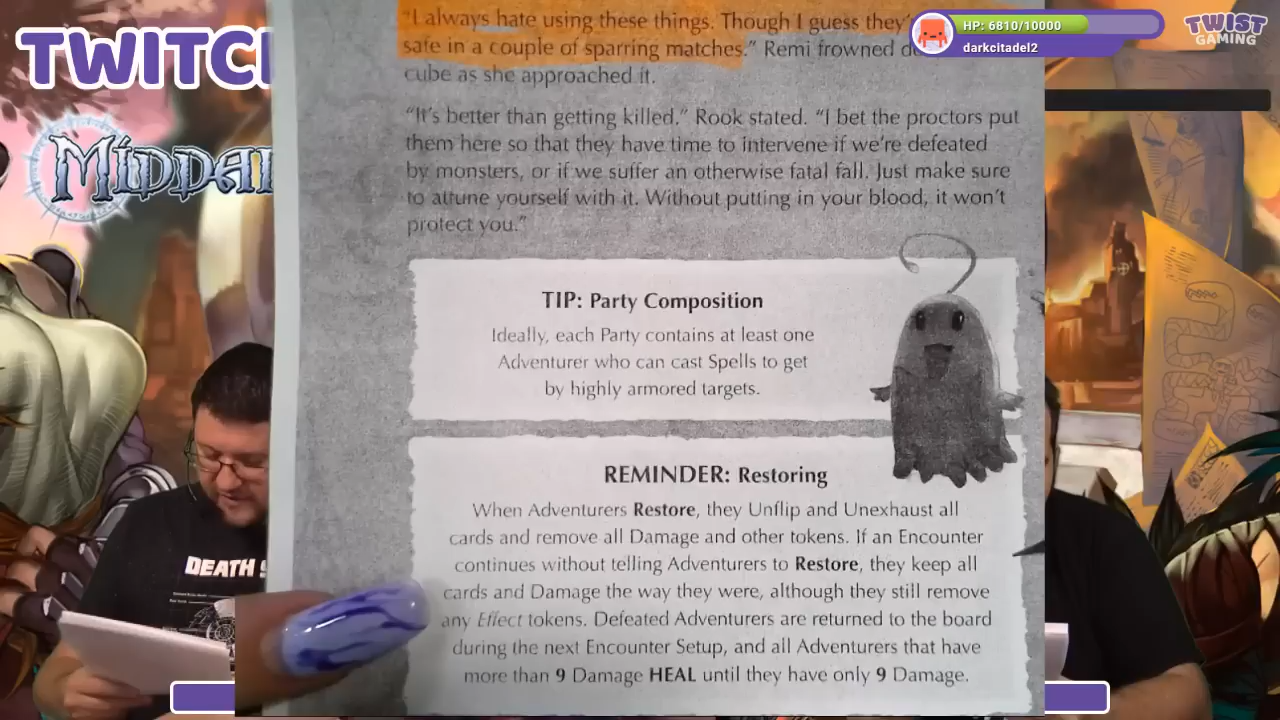 TWITC
MIDDAR
HP: 6810/10000
darkcitadel2
TWIST
GAMING
"I always hate using these things. Though I guess they'
safe in a couple of sparring matches." Remi frowned
cube as she approached it.
"It's better than getting killed," Rook stated. "I bet the proctors put
them here so that they have time to intervene if we're defeated
by monsters, or if we suffer an otherwise fatal fall. Just make sure
to attune yourself with it. Without putting in your blood, it won't
protect you."
TIP: Party Composition
Ideally, each Party contains at least one
Adventurer who can cast Spells to get
by highly armored targets.
REMINDER: Restoring
When Adventurers Restore, they Unflip and Unexhaust all
cards and remove all Damage and other tokens. If an Encounter
continues without telling Adventurers to Restore, they keep all
cards and Damage the way they were, although they still remove
any Effect tokens. Defeated Adventurers are returned to the board
during the next Encounter Setup, and all Adventurers that have
more than 9 Damage HEAL until they have only 9 Damage.
DEATH S